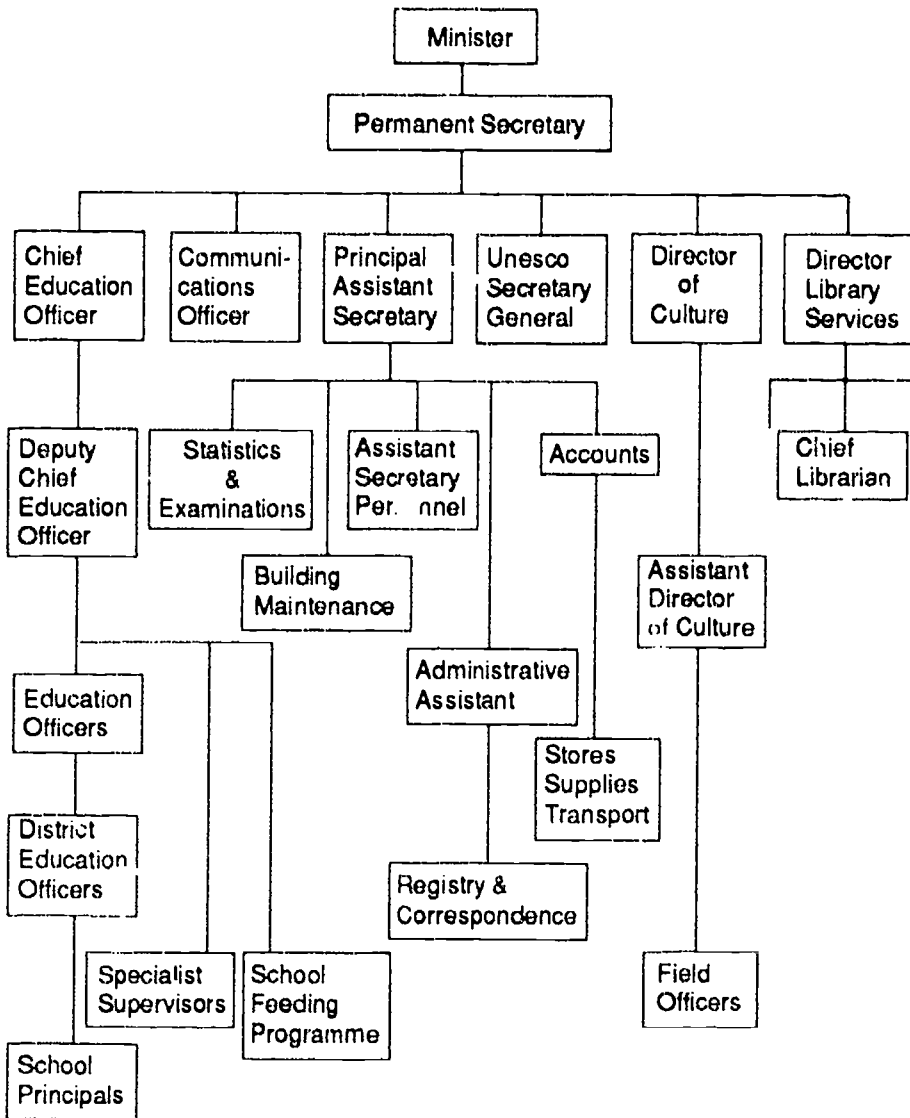 Minister
Permanent Secretary
Chief
Education
Officer
Communi-
cations
Officer
Principal
Assistant
Secretary
Unesco
Secretary
General
Director
of
Culture
Director
Library
Services
Deputy
Chief
Education
Officer
Statistics
&
Examinations
Assistant
Secretary
Accounts
Chief
Librarian
Building
Maintenance
Assistant
Director
of Culture
Education
Officers
Administrative
Assistant
Stores
Supplies
Transport
District
Education
Officers
Registry &
Correspondence
Specialist
Supervisors
School
Feeding
Programme
Field
Officers
School
Principals